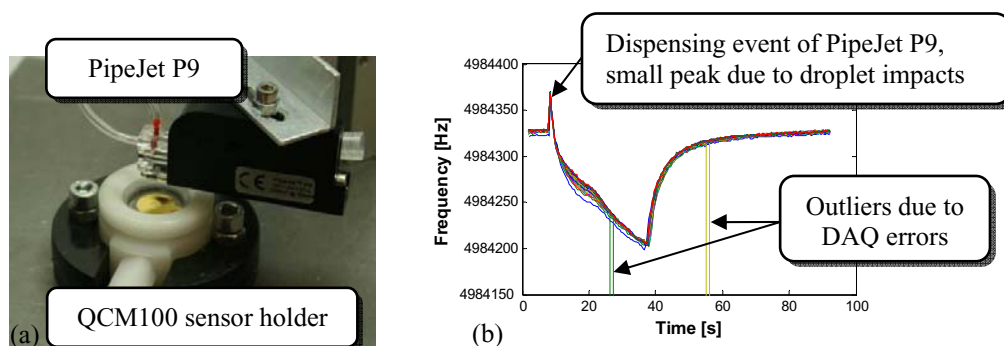 PipeJet P9
QCM100 sensor holder
(a)
Dispensing event of PipeJet P9,
small peak due to droplet impacts
Outliers due to
DAQ errors
Frequency [Hz]
4984400
4984350
4984300
4984250
4984200
4984150
0
20
40
60
80
100
Time [s]
(b)